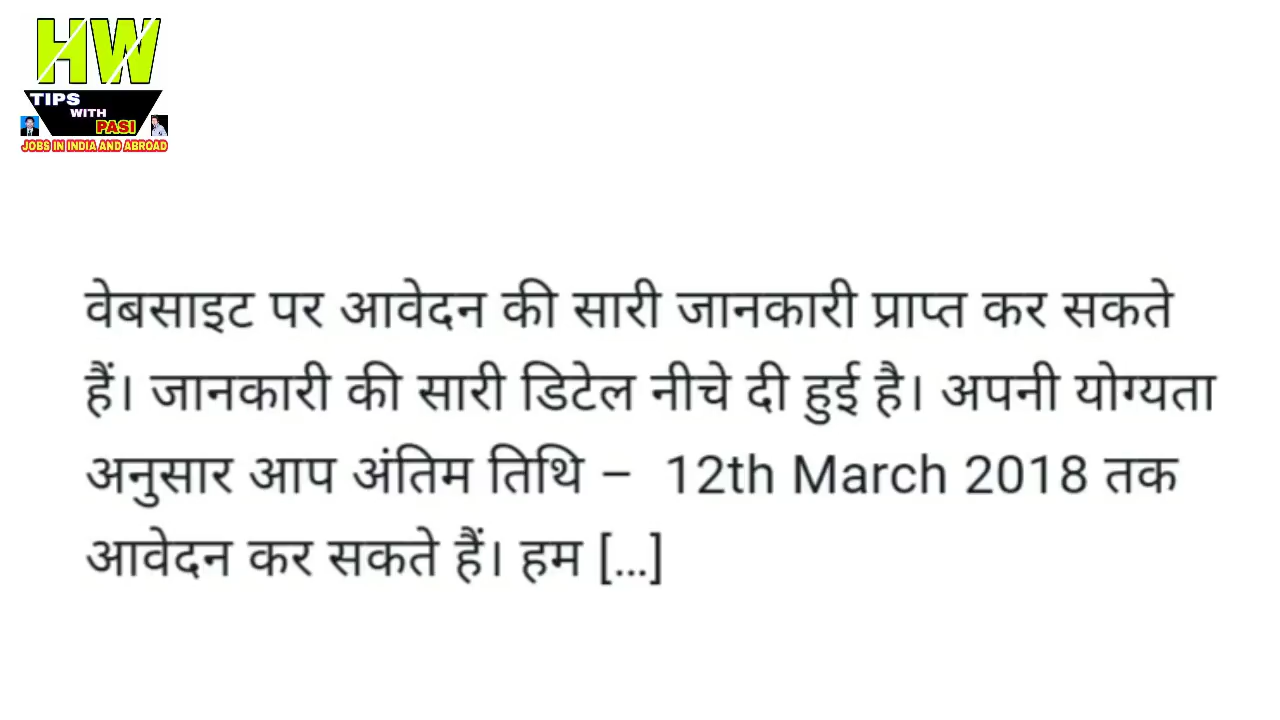 HW
TIPS
WITH
PASI
JOBS IN INDIA AND ABROAD
वेबसाइट पर आवेदन की सारी जानकारी प्राप्त कर सकते
हैं। जानकारी की सारी डिटेल नीचे दी हुई है। अपनी योग्यता
अनुसार आप अंतिम तिथि – 12th March 2018 तक
आवेदन कर सकते हैं। हम [...]